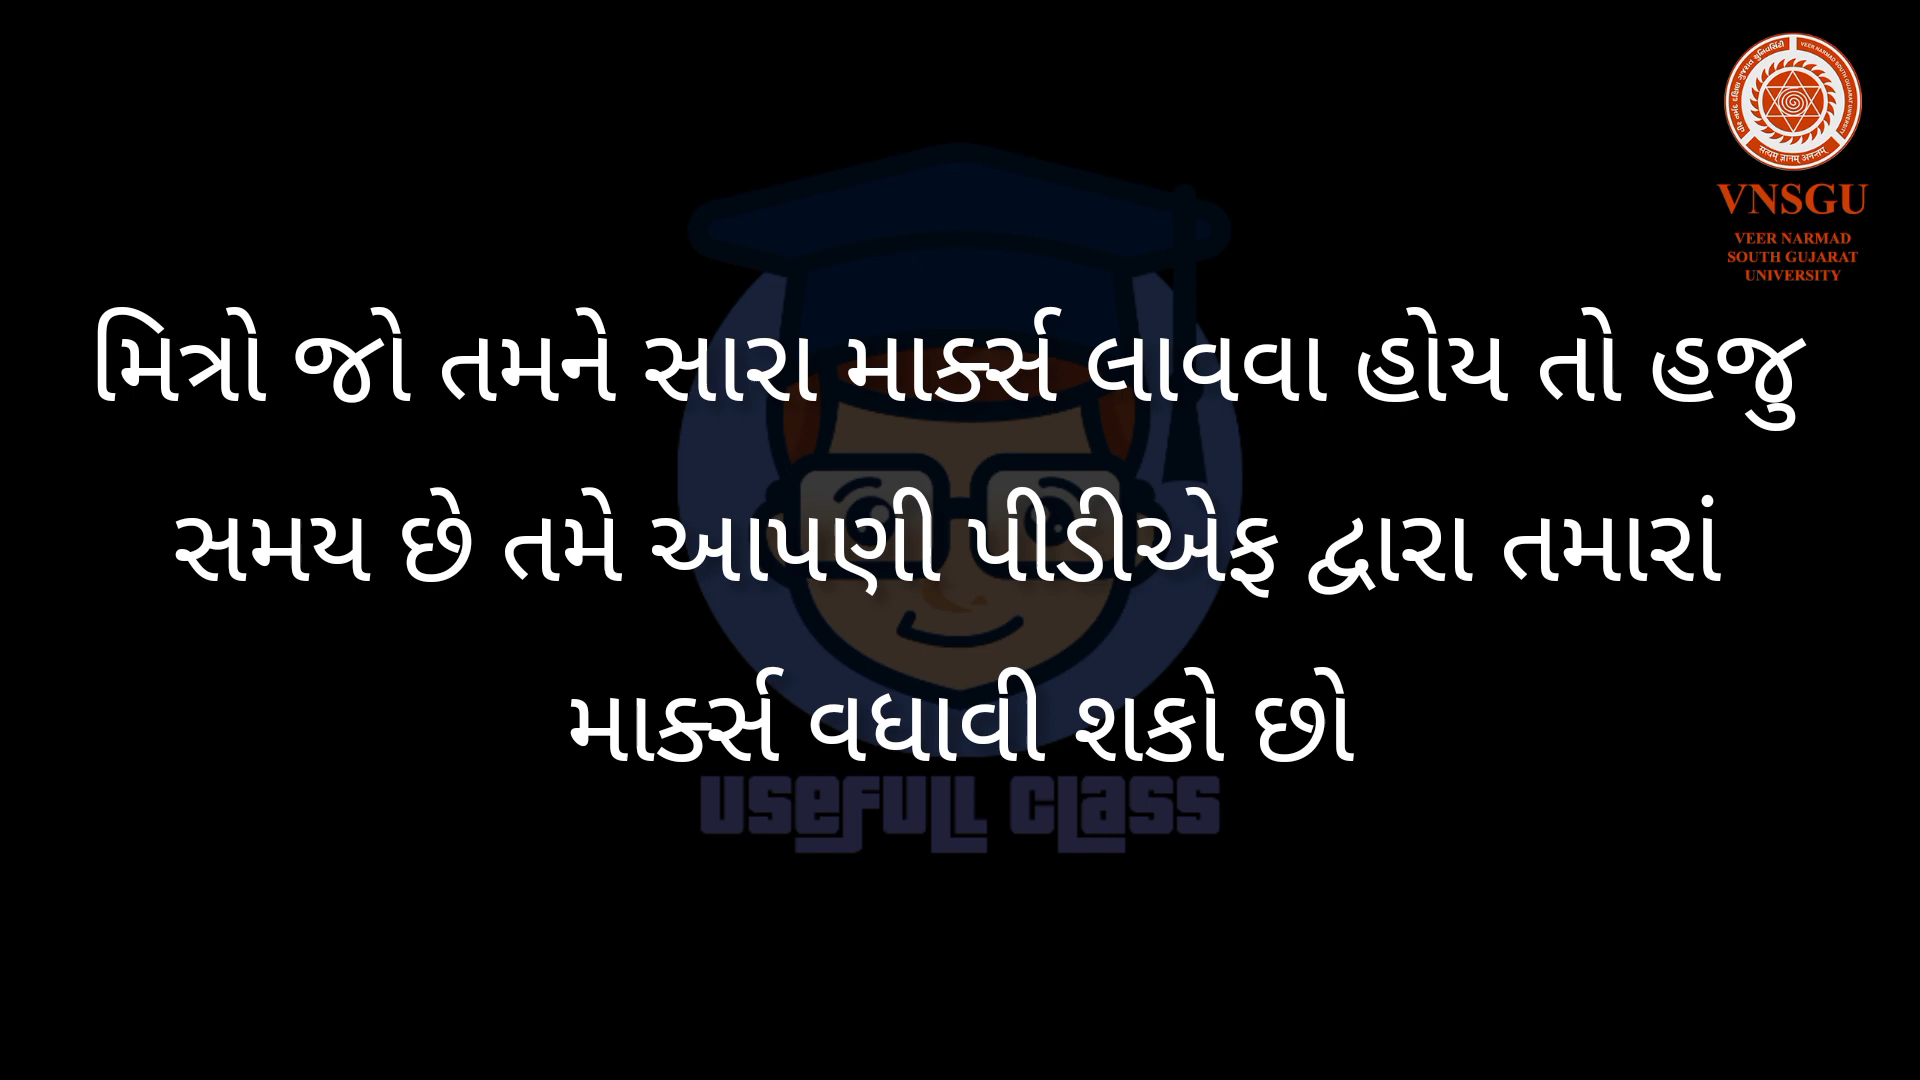 VNSGU
VEER NARMAD
SOUTH GUJARAT
UNIVERSITY
મિત્રો જો તમને સારા માર્ક્સ લાવવા હોય તો હજુ
સમય છે તમે આપણી પીડીએફ દ્વારા તમારાં
માર્ક્સ વધાવી શકો છો
USEFULL CLASS